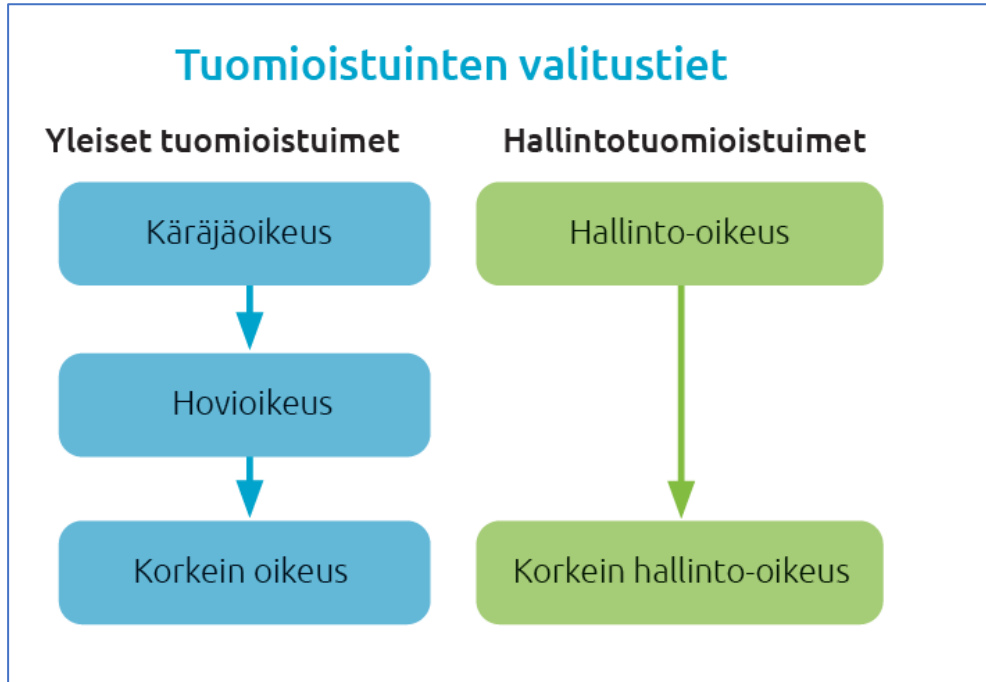 Tuomioistuinten valitustiet
Yleiset tuomioistuimet
Käräjäoikeus
Hovioikeus
Korkein oikeus
Hallintotuomioistuimet
Hallinto-oikeus
Korkein hallinto-oikeus